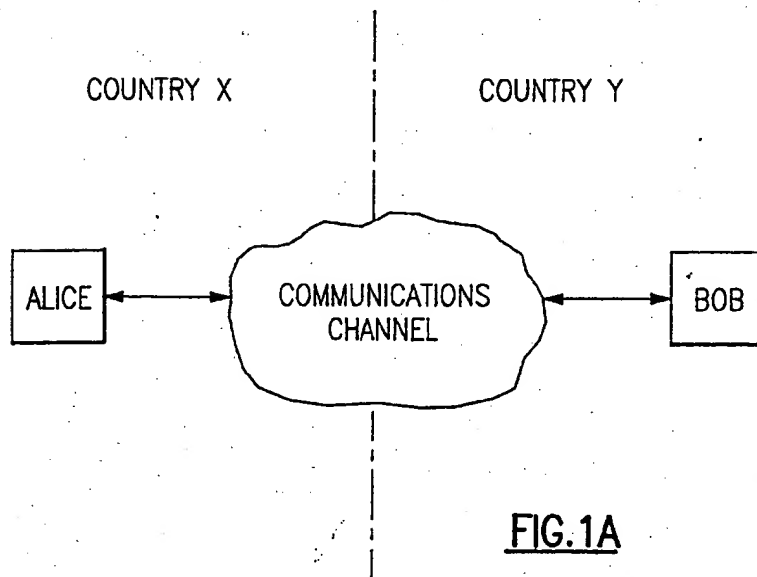 COUNTRY X
COUNTRY Y
ALICE
COMMUNICATIONS
CHANNEL
BOB
FIG.1A